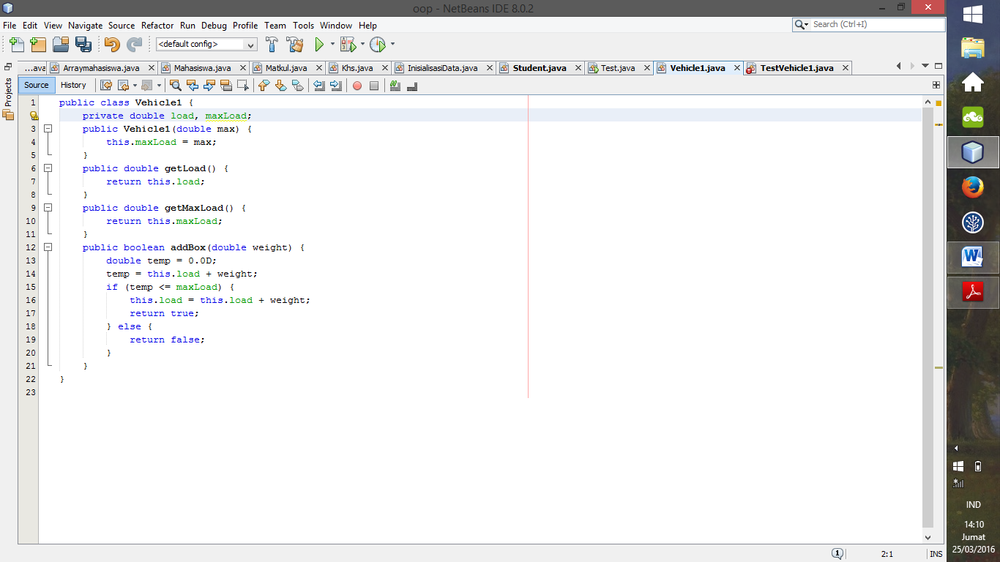 oop - NetBeans IDE 8.0.2
File Edit View Navigate Source Refactor Run Debug Profile Team Tools Window Help
Search (Ctrl+I)
<default config>
...ava Arraymahasiswa.java Mahasiswa.java Matkul.java Khs.java InisialisasiData.java Student.java Test.java Vehicle1.java TestVehicle1.java
Projects
Source History
1 public class Vehicle1 {
private double load, maxLoad;
3 public Vehicle1(double max) {
4 this.maxLoad = max;
5 }
6 public double getLoad() {
7 return this.load;
8 }
9 public double getMaxLoad() {
10 return this.maxLoad;
11 }
12 public boolean addBox(double weight) {
13 double temp = 0.0D;
14 temp = this.load + weight;
15 if (temp <= maxLoad) {
16 this.load = this.load + weight;
17 return true;
18 } else {
19 return false;
20 }
21 }
22 }
23
IND
14:10
Jumat
25/03/2016
1 2:1 INS